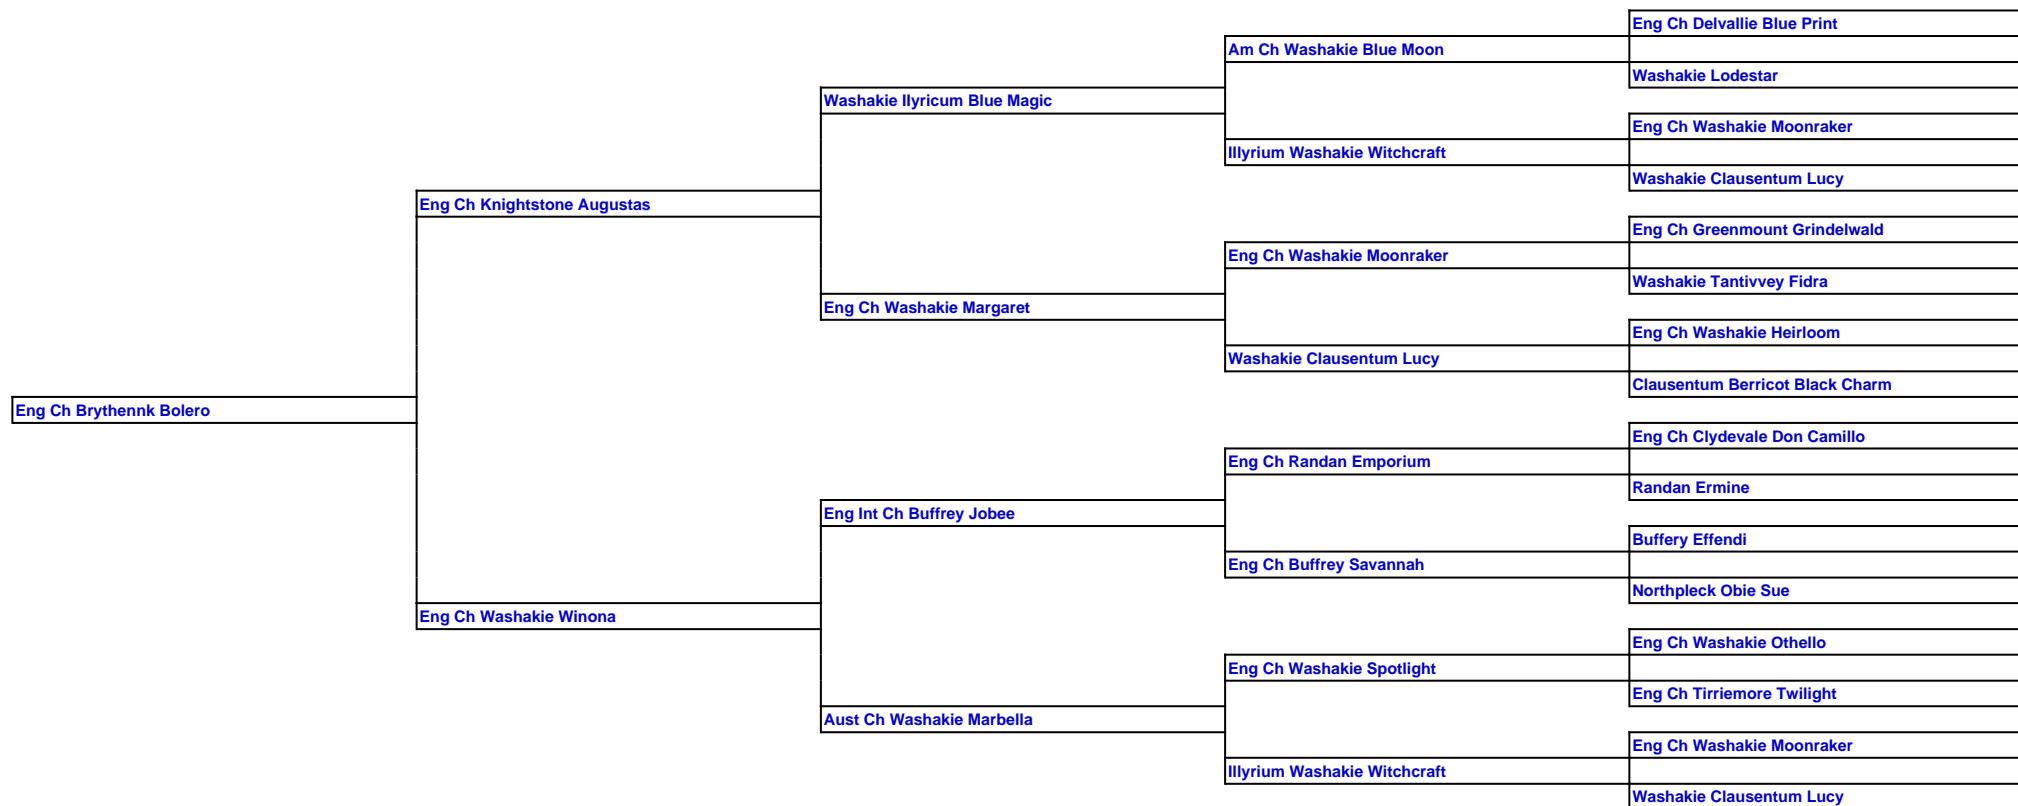 Eng Ch Delvallie Blue Print
Am Ch Washakie Blue Moon
Washakie Lodestar
Washakie Ilyricum Blue Magic
Eng Ch Washakie Moonraker
Illyrium Washakie Witchcraft
Washakie Clausentum Lucy
Eng Ch Knightstone Augustas
Eng Ch Greenmount Grindelwald
Eng Ch Washakie Moonraker
Washakie Tantivvey Fidra
Eng Ch Washakie Margaret
Eng Ch Washakie Heirloom
Washakie Clausentum Lucy
Clausentum Berricot Black Charm
Eng Ch Brythennk Bolero
Eng Ch Clydevale Don Camillo
Eng Ch Randan Emporium
Randan Ermine
Eng Int Ch Buffrey Jobee
Buffery Effendi
Eng Ch Buffrey Savannah
Northpleck Obie Sue
Eng Ch Washakie Winona
Eng Ch Washakie Othello
Eng Ch Washakie Spotlight
Eng Ch Tirriemore Twilight
Aust Ch Washakie Marbella
Eng Ch Washakie Moonraker
Illyrium Washakie Witchcraft
Washakie Clausentum Lucy